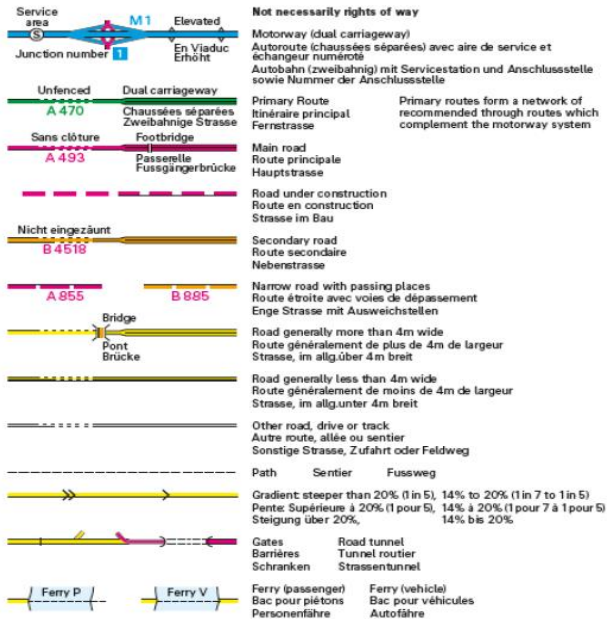 Service
area
S
M 1
Elevated
En Viaduc
Erhöht
Junction number 1
Not necessarily rights of way
Motorway (dual carriageway)
Autoroute (chaussées séparées) avec aire de service et
échangeur numéroté
Autobahn (zweibahnig) mit Servicestation und Anschlussstelle
sowie Nummer der Anschlussstelle
Unfenced
Dual carriageway
A 470
Chaussées séparées
Zweibahnige Strasse
Primary Route
Itinéraire principal
Fernstrasse
Primary routes form a network of
recommended through routes which
complement the motorway system
Sans clôture
Footbridge
A 493
Passerelle
Fussgängerbrücke
Main road
Route principale
Hauptstrasse
Road under construction
Route en construction
Strasse im Bau
Nicht eingezäunt
B 4518
Secondary road
Route secondaire
Nebenstrasse
A 855
B 885
Narrow road with passing places
Route étroite avec voies de dépassement
Enge Strasse mit Ausweichstellen
Bridge
Pont
Brücke
Road generally more than 4m wide
Route généralement de plus de 4m de largeur
Strasse, im allg.über 4m breit
Road generally less than 4m wide
Route généralement de moins de 4m de largeur
Strasse, im allg.unter 4m breit
Other road, drive or track
Autre route, allée ou sentier
Sonstige Strasse, Zufahrt oder Feldweg
Path Sentier Fussweg
Gradient: steeper than 20% (1 in 5), 14% to 20% (1 in 7 to 1 in 5)
Pente: Supérieure à 20% (1 pour 5), 14% à 20% (1 pour 7 à 1 pour 5)
Steigung über 20%, 14% bis 20%
Gates Road tunnel
Barrières Tunnel routier
Schranken Strassentunnel
Ferry P
Ferry V
Ferry (passenger) Ferry (vehicle)
Bac pour piétons Bac pour véhicules
Personenfähre Autofähre